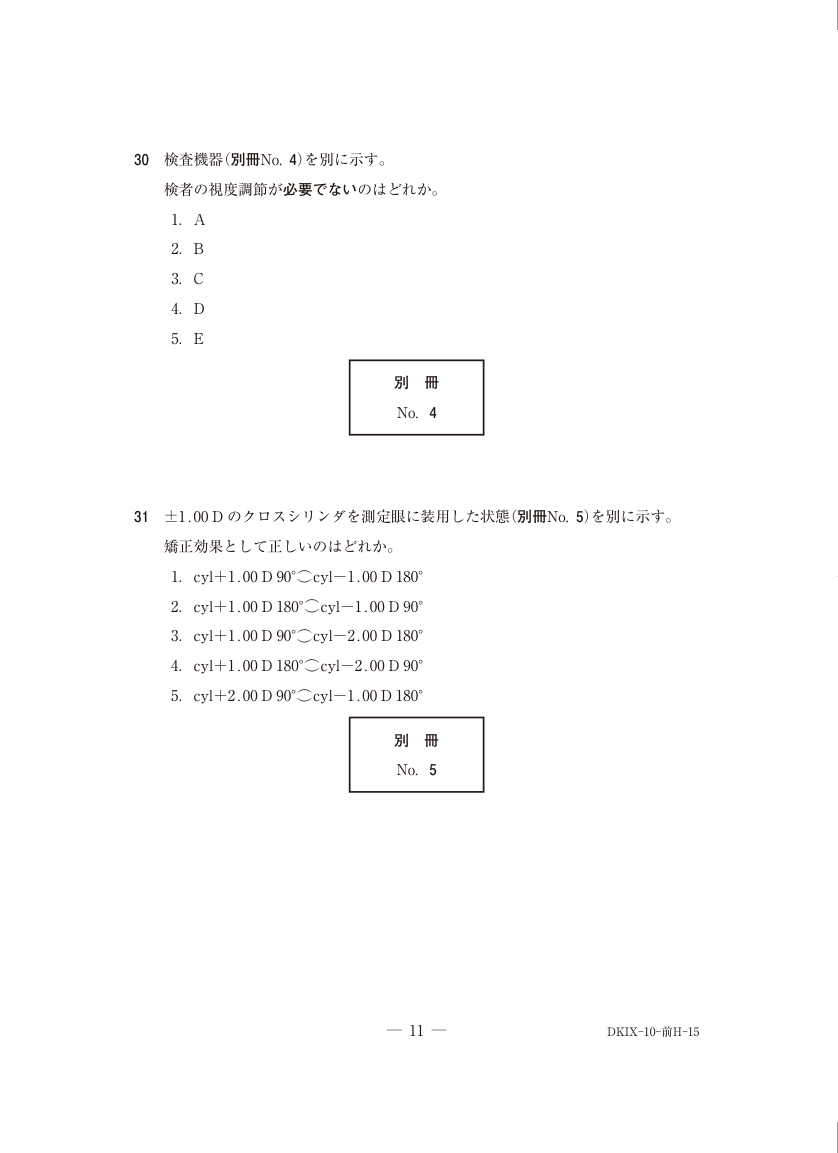 30 検査機器(別冊No. 4)を別に示す。
検者の視度調節が必要でないのはどれか。
1. A
2. B
3. C
4. D
5. E
別 冊
No. 4
31 ±1.00 D のクロスシリンダを測定眼に装用した状態(別冊No. 5)を別に示す。
矯正効果として正しいのはどれか。
1. cyl+1.00 D 90°⌒cyl−1.00 D 180°
2. cyl+1.00 D 180°⌒cyl−1.00 D 90°
3. cyl+1.00 D 90°⌒cyl−2.00 D 180°
4. cyl+1.00 D 180°⌒cyl−2.00 D 90°
5. cyl+2.00 D 90°⌒cyl−1.00 D 180°
別 冊
No. 5
— 11 —
DKIX-10-前H-15